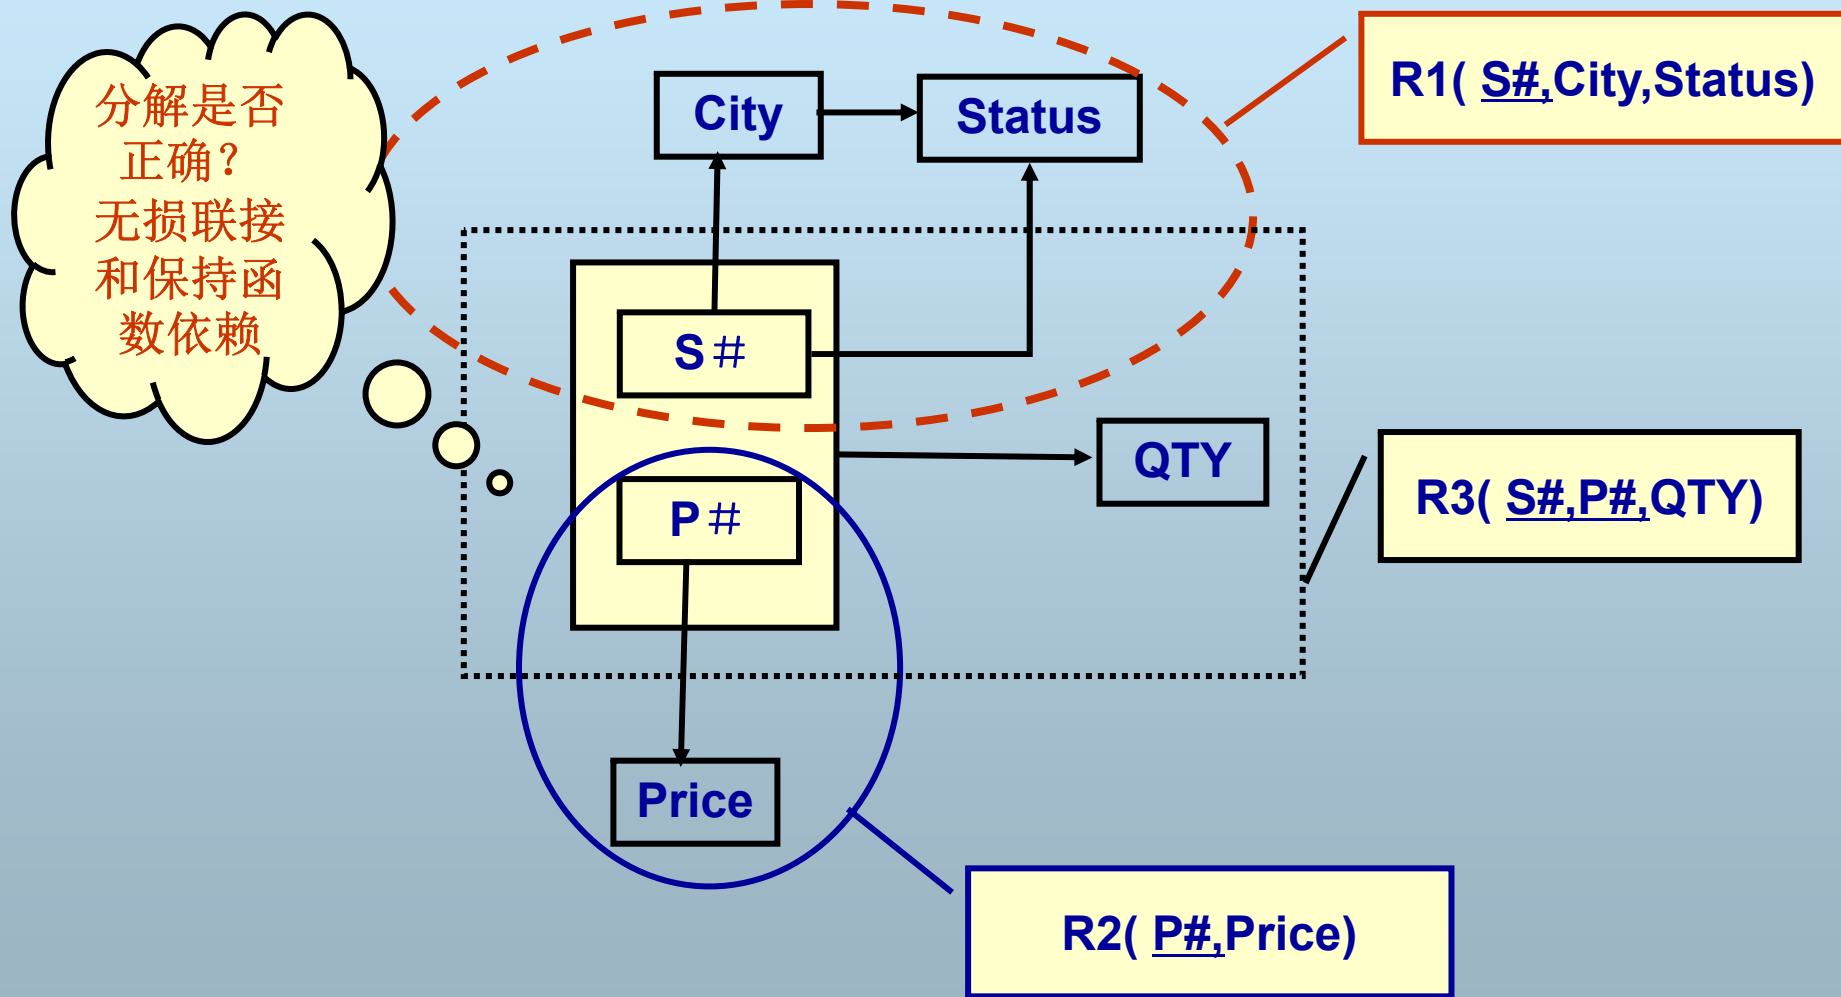 分解是否
正确？
无损联接
和保持函
数依赖
City
Status
R1( S#,City,Status)
S＃
QTY
P＃
R3( S#,P#,QTY)
Price
R2( P#,Price)